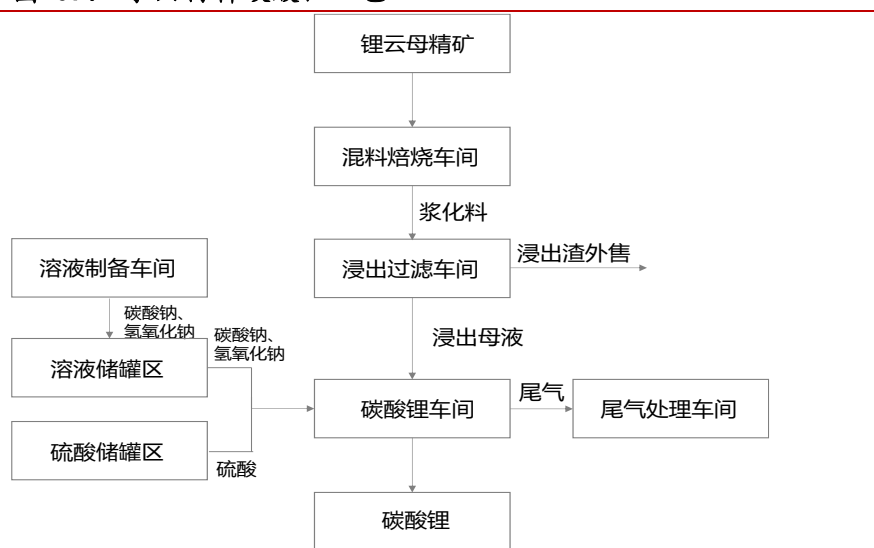 锂云母精矿
混料焙烧车间
浆化料
溶液制备车间
浸出过滤车间
浸出渣外售
碳酸钠、
氢氧化钠
碳酸钠、
氢氧化钠
浸出母液
溶液储罐区
碳酸锂车间
尾气
尾气处理车间
硫酸储罐区
硫酸
碳酸锂